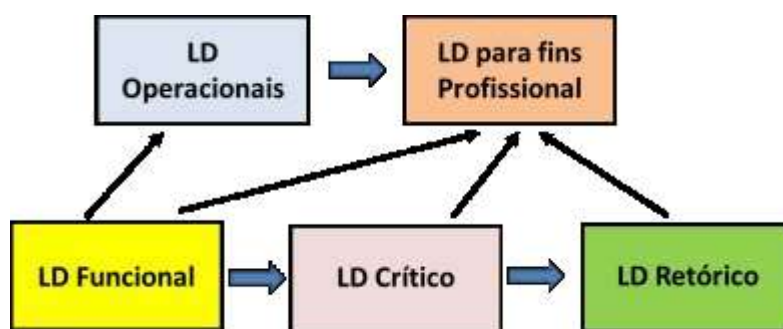 LD
Operacionais
LD para fins
Profissional
LD Funcional
LD Crítico
LD Retórico